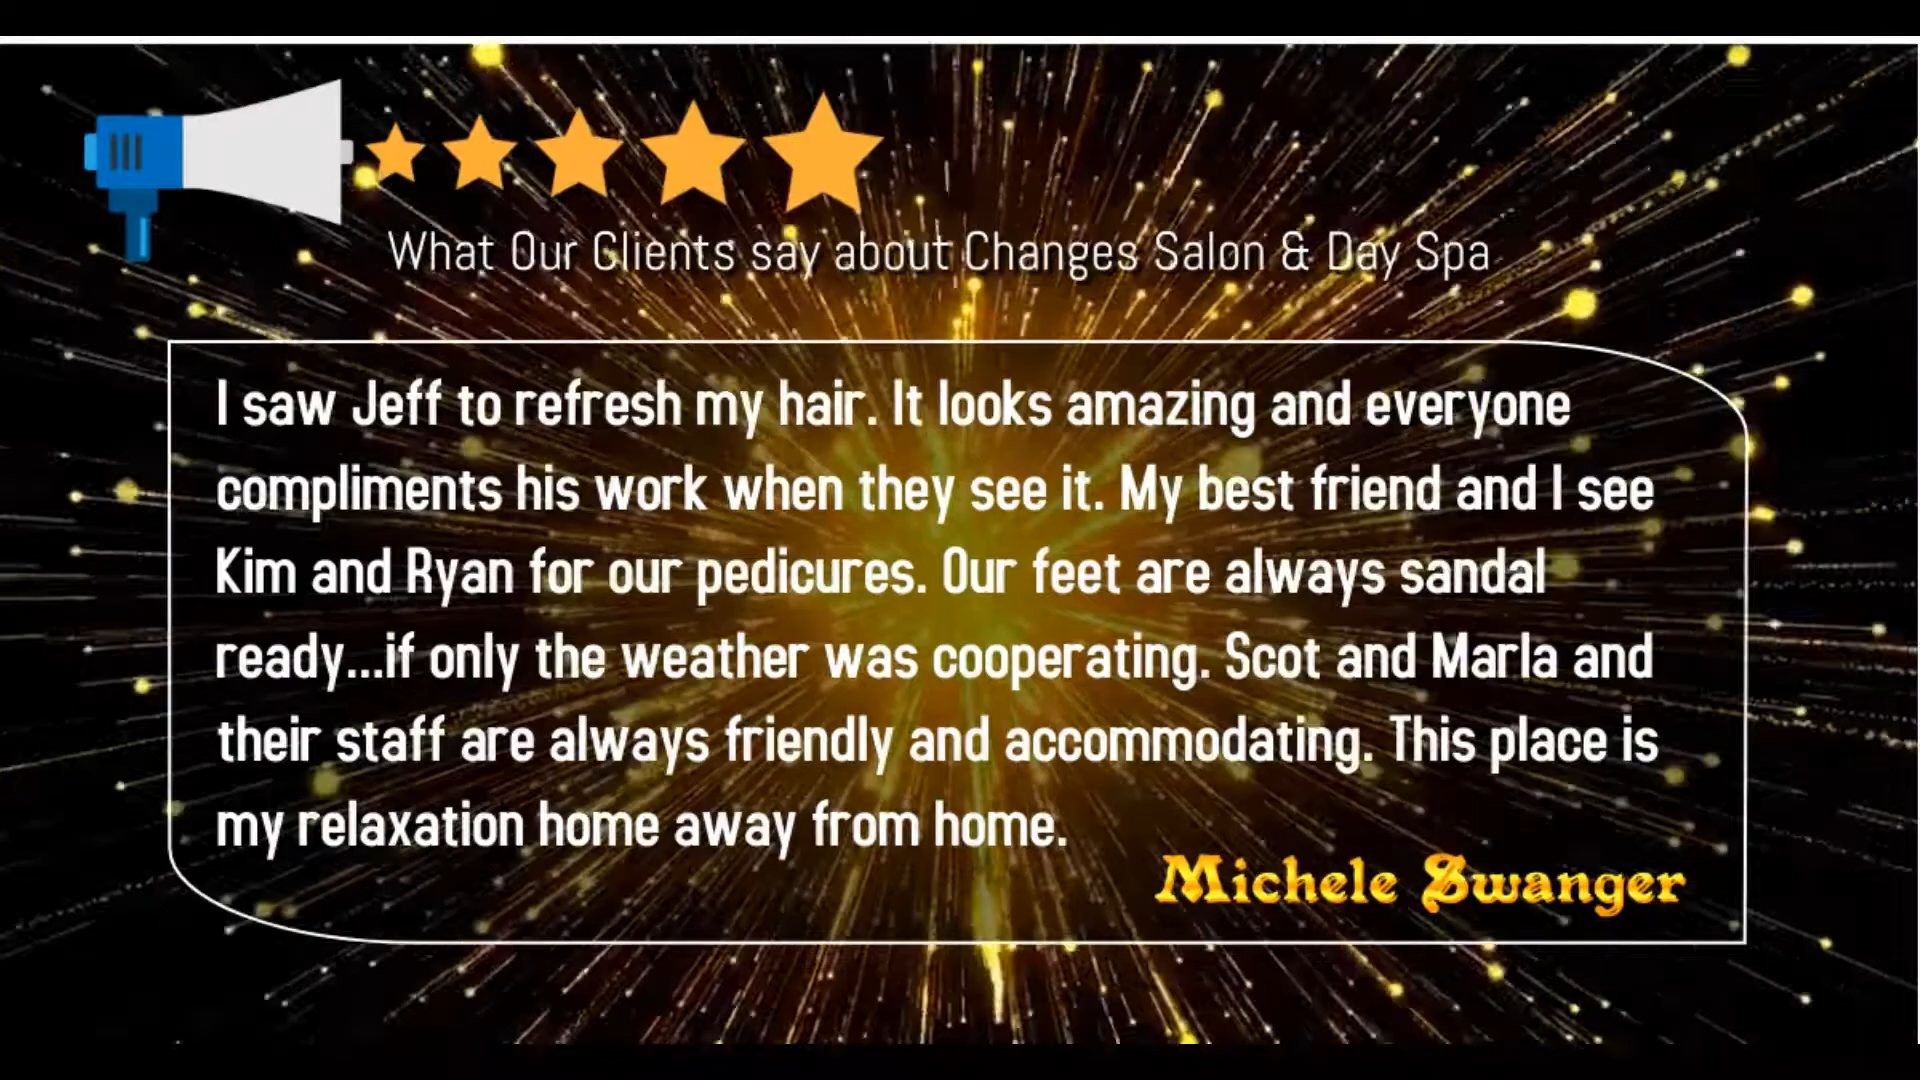 What Our Clients say about Changes Salon & Day Spa
I saw Jeff to refresh my hair. It looks amazing and everyone
compliments his work when they see it. My best friend and I see
Kim and Ryan for our pedicures. Our feet are always sandal
ready...if only the weather was cooperating. Scot and Marla and
their staff are always friendly and accommodating. This place is
my relaxation home away from home.
Michele Swanger